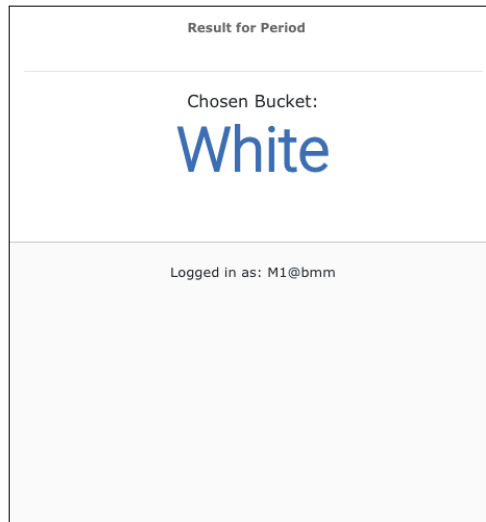 Result for Period
Chosen Bucket:
White
Logged in as: M1@bmm